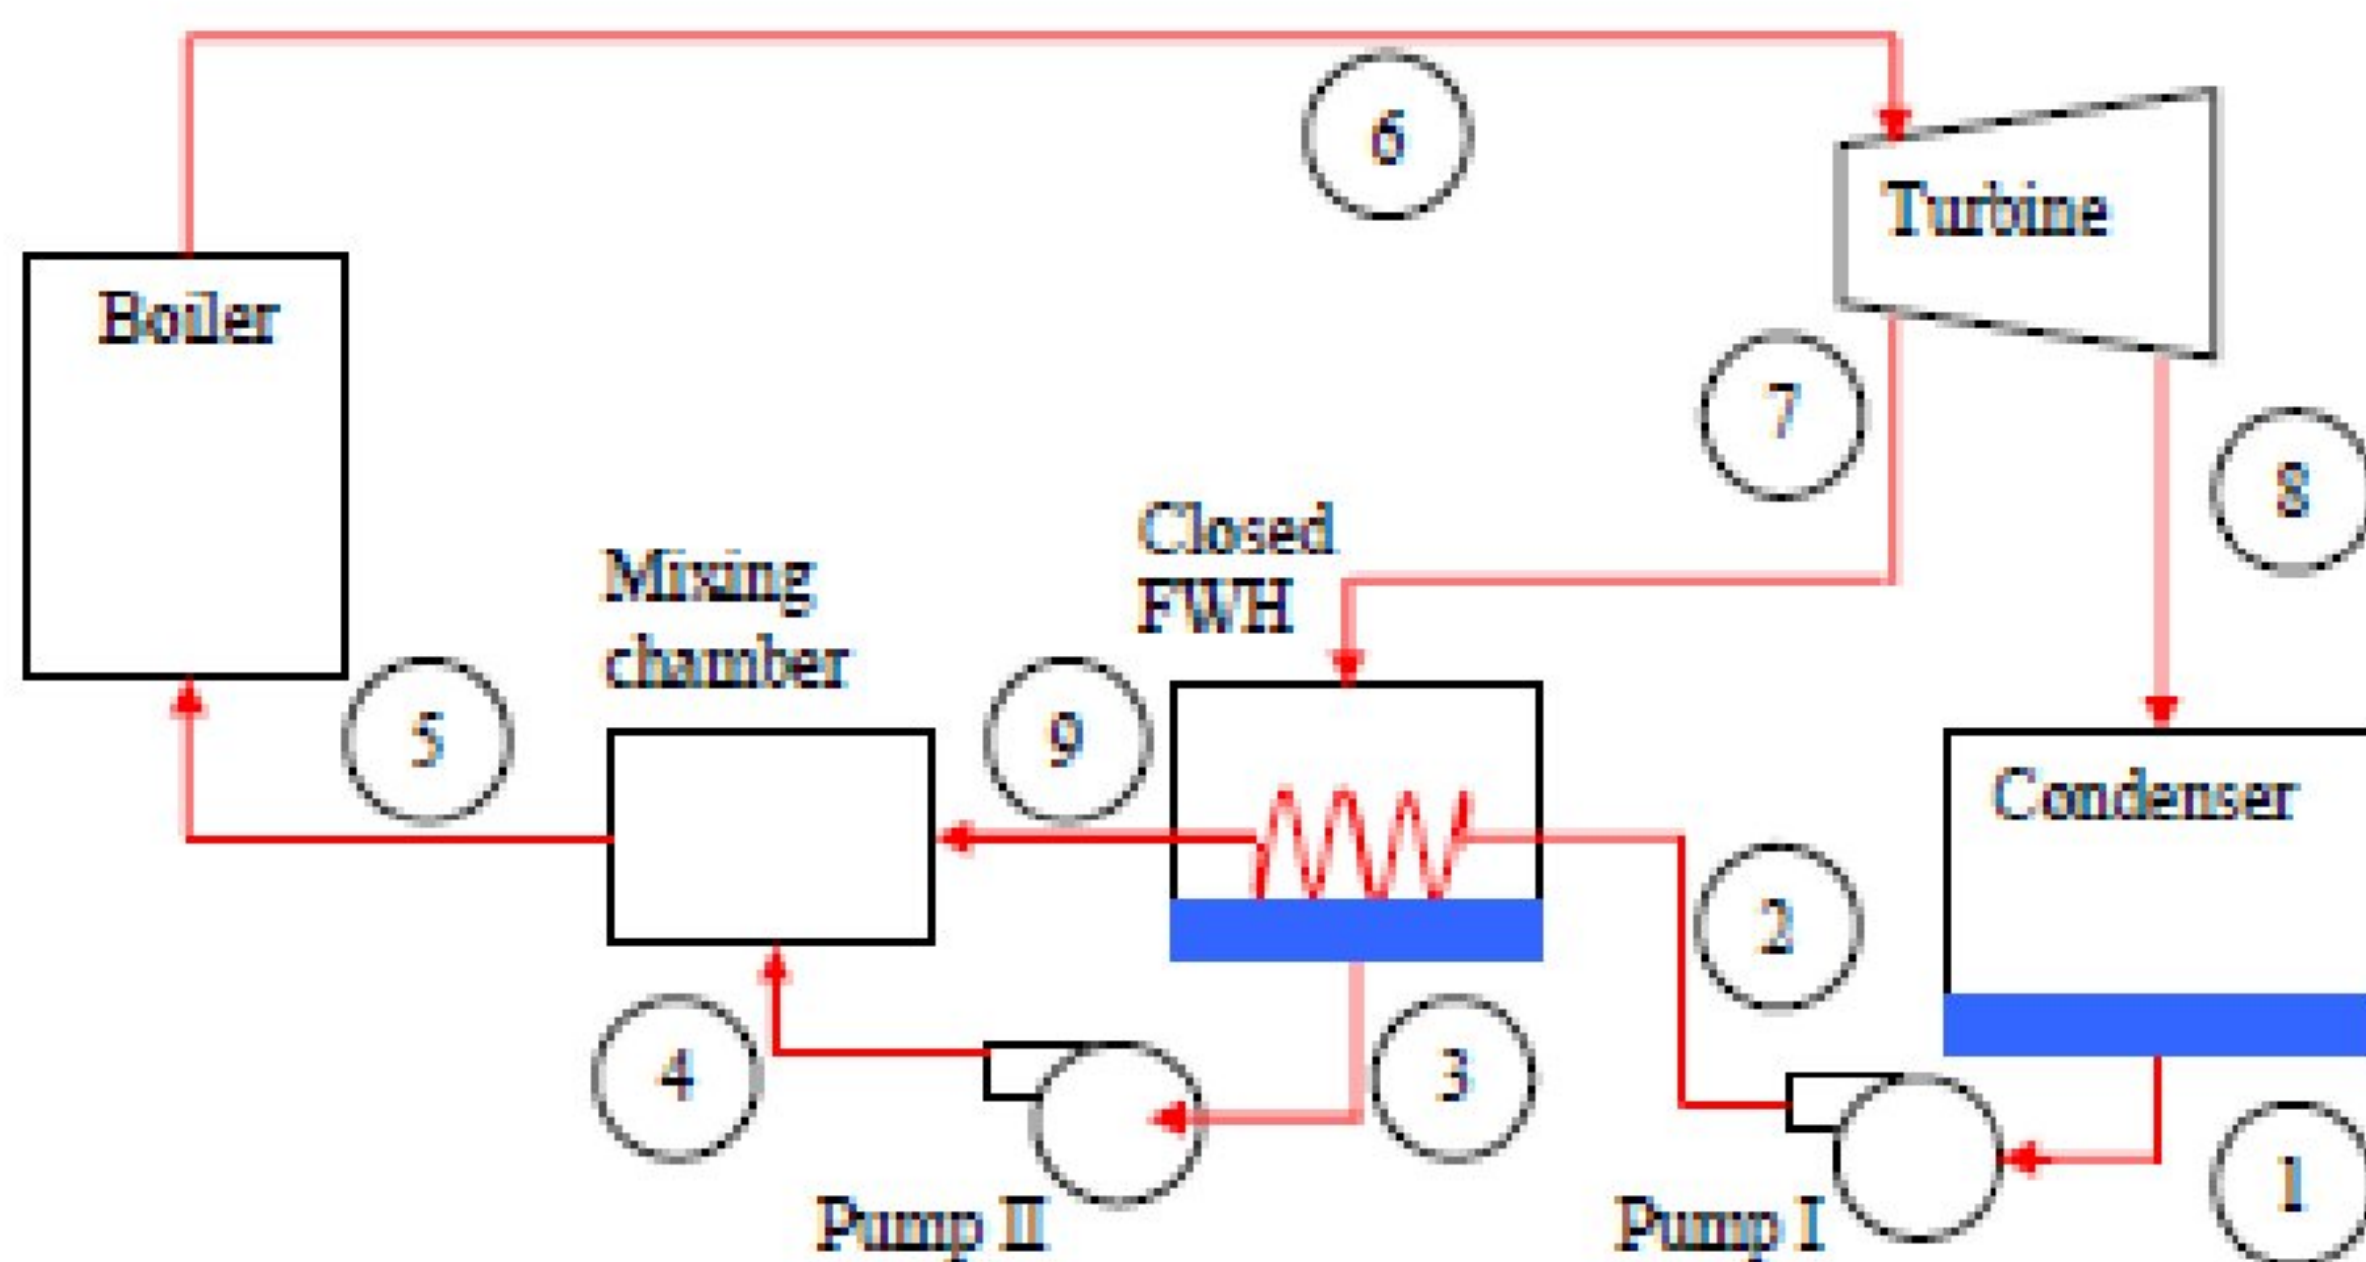 6
Turbine
Boiler
7
8
Closed
FWH
Mixing
chamber
5
9
Condenser
2
4
3
1
Pump II
Pump I